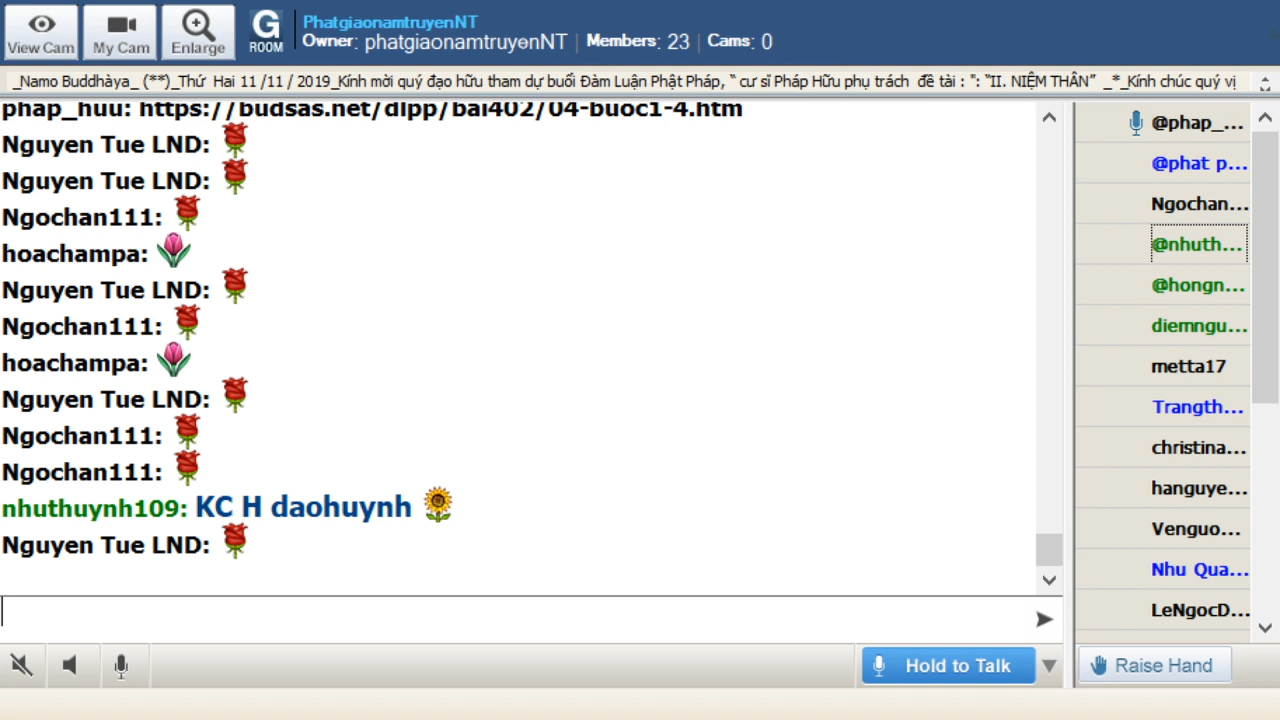 View Cam
My Cam
Enlarge
G
ROOM
PhatgiaonamtruyenNT
Owner: phatgiaonamtruyenNT | Members: 23 | Cams: 0
_Namo Buddhàya_ (**)_Thứ Hai 11 /11 / 2019_Kính mời quý đạo hữu tham dự buổi Đàm Luận Phật Pháp, “ cư sĩ Pháp Hữu phụ trách đề tài : ": “II. NIỆM THÂN” _*_Kính chúc quý vị
phap_huu: https://budsas.net/dlpp/bai402/04-buoc1-4.htm
Nguyen Tue LND:
Nguyen Tue LND:
Ngochan111:
hoachampa:
Nguyen Tue LND:
Ngochan111:
hoachampa:
Nguyen Tue LND:
Ngochan111:
Ngochan111:
nhuthuynh109: KC H daohuynh
Nguyen Tue LND:
@phap_...
@phat p...
Ngochan...
@nhuth...
@hongn...
diemngu...
metta17
Trangth...
christina...
hanguye...
Venguo...
Nhu Qua...
LeNgocD...
Hold to Talk
Raise Hand